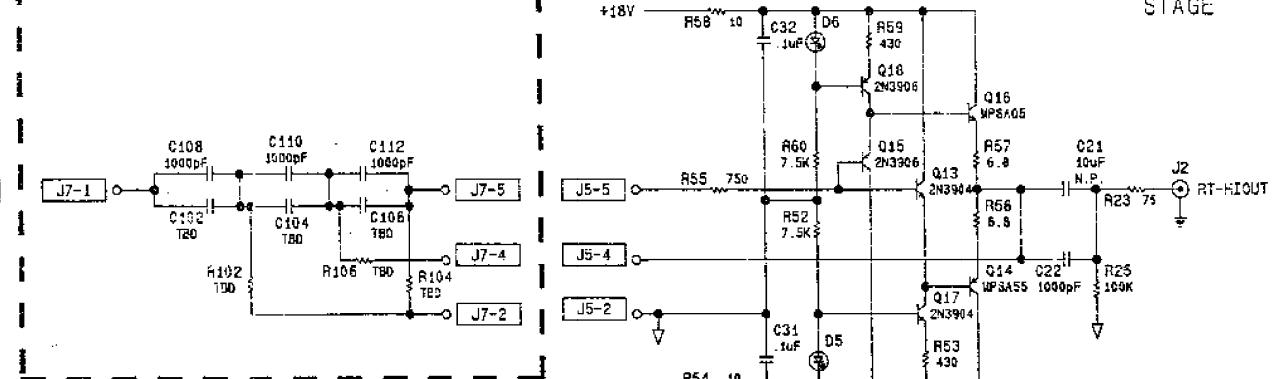 STAGE
+18V
R58 10
C32
.1uF
D6
R59
430
Q18
2N3906
Q16
MPSA05
C108
1000pF
C110
1000pF
C112
1000pF
R60
7.5K
Q15
2N3906
R57
6.8
C21
10uF
N.P.
J2
J7-1
J7-5
J5-5
R55 750
Q13
2N3904
R23 75
RT-HIOUT
C102
TBD
C104
TBD
C106
TBD
R52
7.5K
R56
6.8
J7-4
J5-4
R102
TBD
R106 TBD
R104
TBD
Q14
MPSA55
C22
1000pF
R25
100K
J7-2
J5-2
Q17
2N3904
C31
.1uF
D5
R53
430
R54 10